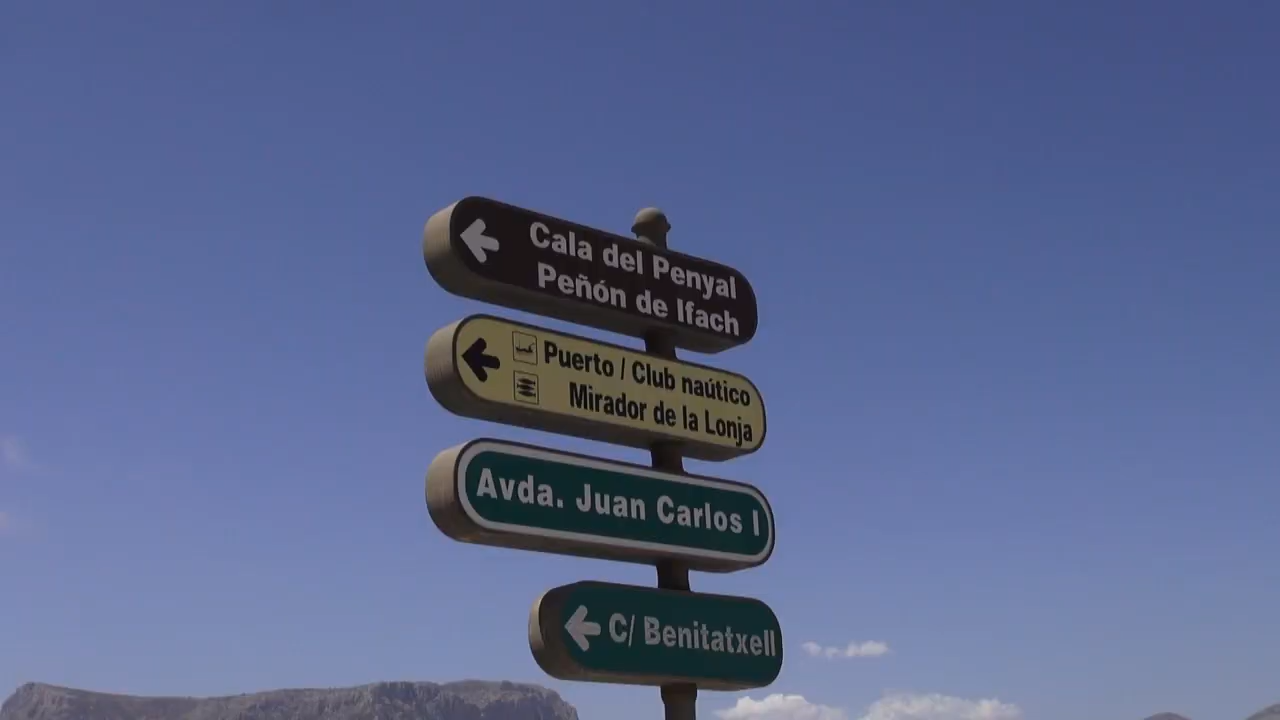 Cala del Penyal
Peñón de Ifach
Puerto / Club naútico
Mirador de la Lonja
Avda. Juan Carlos I
C/ Benitatxell